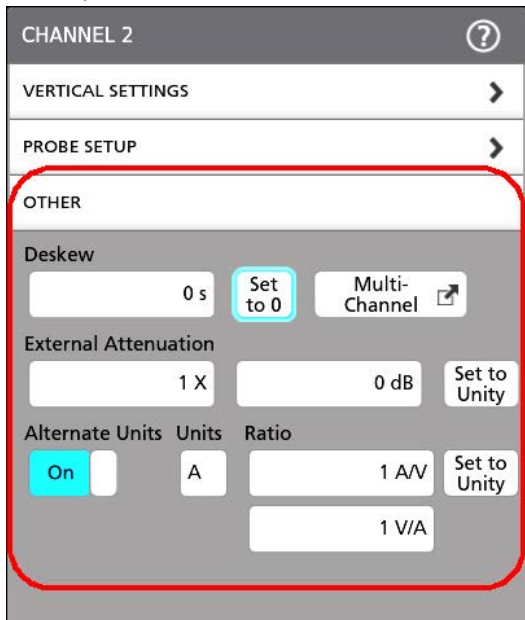 CHANNEL 2 ?
VERTICAL SETTINGS
PROBE SETUP
OTHER
Deskew
0 s Set to 0 Multi-Channel
External Attenuation
1 X 0 dB Set to Unity
Alternate Units Units Ratio
On A 1 A/V Set to Unity
1 V/A